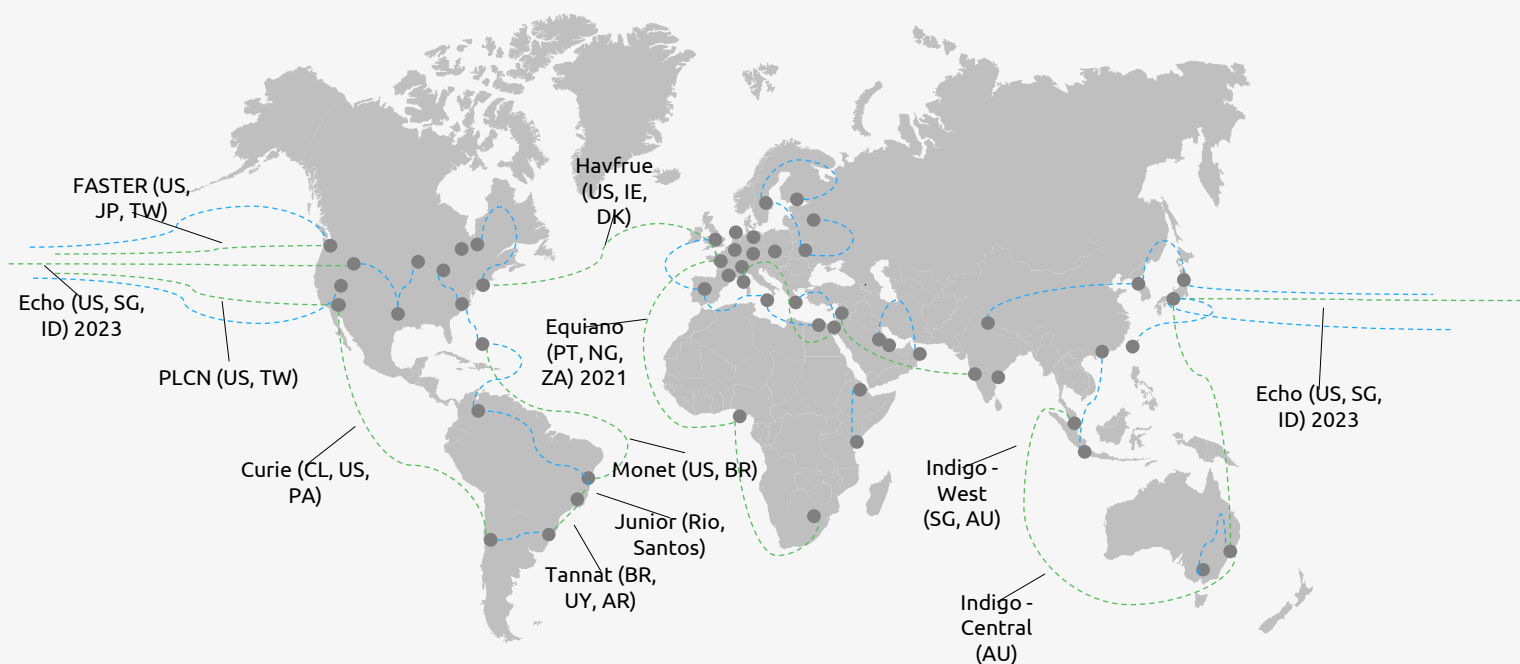 Havfrue
(US, IE,
DK)
FASTER (US,
JP, TW)
Echo (US, SG,
ID) 2023
PLCN (US, TW)
Equiano
(PT, NG,
ZA) 2021
Echo (US, SG,
ID) 2023
Curie (CL, US,
PA)
Monet (US, BR)
Indigo -
West
(SG, AU)
Junior (Rio,
Santos)
Tannat (BR,
UY, AR)
Indigo -
Central
(AU)